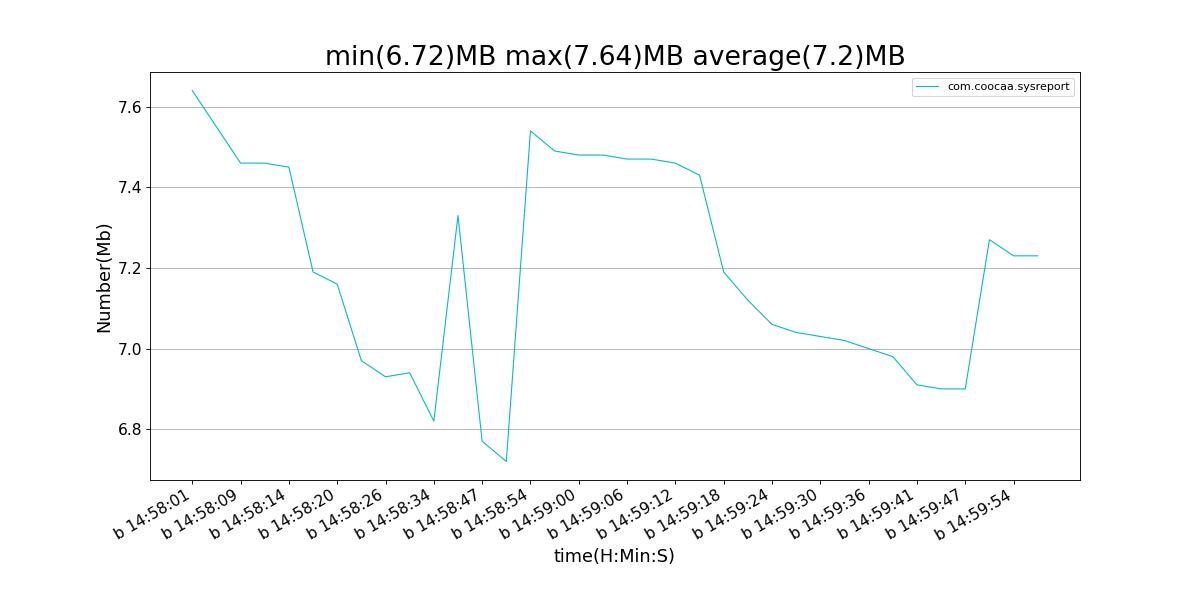 min(6.72)MB max(7.64)MB average(7.2)MB
com.coocaa.sysreport
Number(Mb)
7.6
7.4
7.2
7.0
6.8
b 14:58:01
b 14:58:09
b 14:58:14
b 14:58:20
b 14:58:26
b 14:58:34
b 14:58:47
b 14:58:54
b 14:59:00
b 14:59:06
b 14:59:12
b 14:59:18
b 14:59:24
b 14:59:30
b 14:59:36
b 14:59:41
b 14:59:47
b 14:59:54
time(H:Min:S)